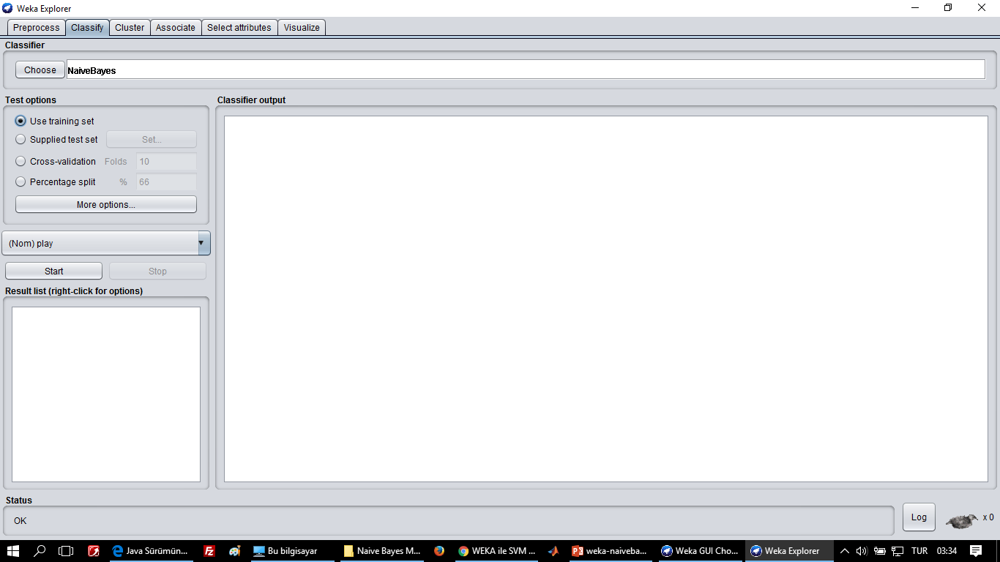 Weka Explorer
Preprocess Classify Cluster Associate Select attributes Visualize
Classifier
Choose NaiveBayes
Test options
Use training set
Supplied test set Set...
Cross-validation Folds 10
Percentage split % 66
More options...
(Nom) play
Start Stop
Result list (right-click for options)
Classifier output
Status
OK
Log x 0
Java Sürümün... Bu bilgisayar Naive Bayes M... WEKA ile SVM ... weka-naiveba... Weka GUI Cho... Weka Explorer TUR 03:34